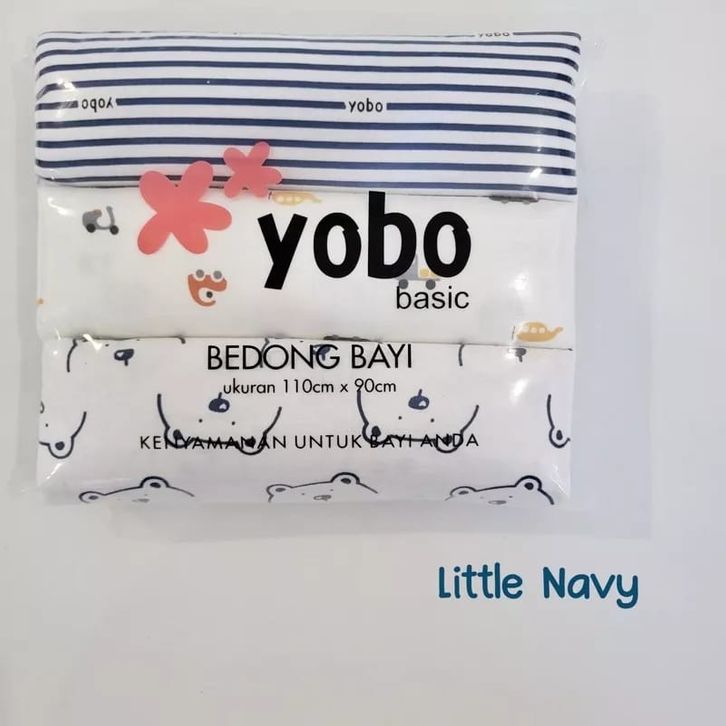 yobo
yobo
yobo
yobo
basic
BEDONG BAYI
ukuran 110cm x 90cm
KENYAMANAN UNTUK BAYI ANDA
Little Navy